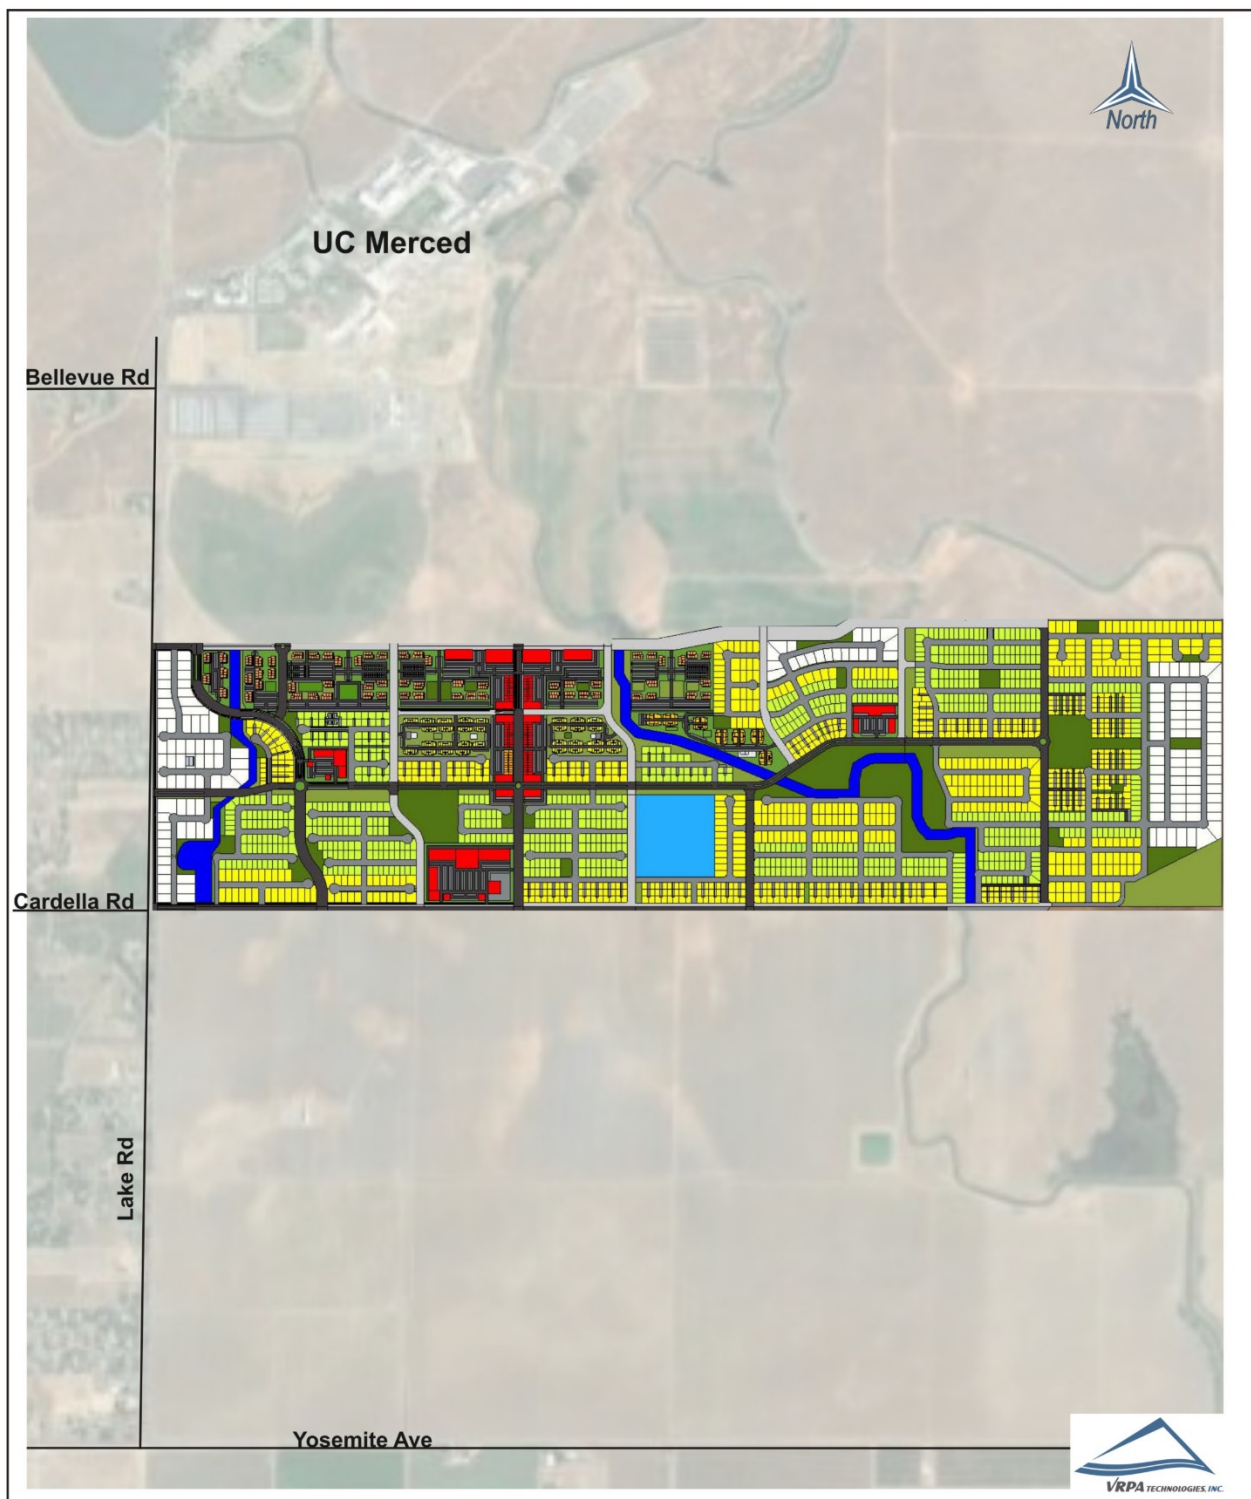 North
UC Merced
Bellevue Rd
Cardella Rd
Lake Rd
Yosemite Ave
VRPA TECHNOLOGIES, INC.